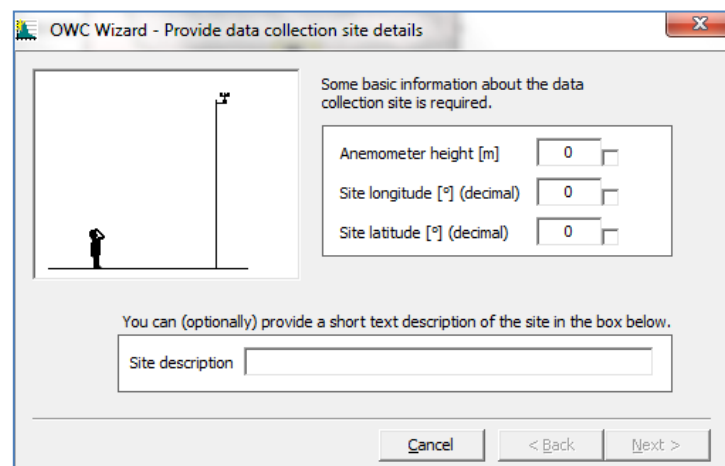 OWC Wizard - Provide data collection site details
Some basic information about the data
collection site is required.
Anemometer height [m] 0
Site longitude [°] (decimal) 0
Site latitude [°] (decimal) 0
You can (optionally) provide a short text description of the site in the box below.
Site description
Cancel < Back Next >